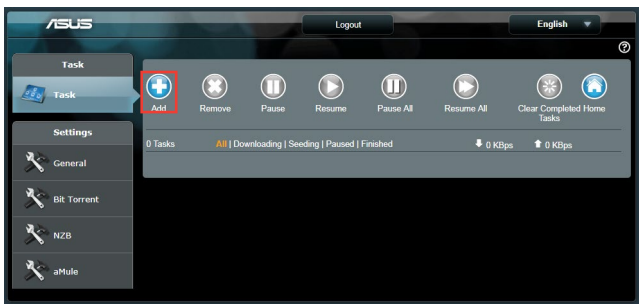 ASUS
Logout
English
?
Task
Task
Add
Remove
Pause
Resume
Pause All
Resume All
Clear Completed Tasks
Home
0 Tasks
All | Downloading | Seeding | Paused | Finished
0 KBps
0 KBps
Settings
General
Bit Torrent
NZB
aMule